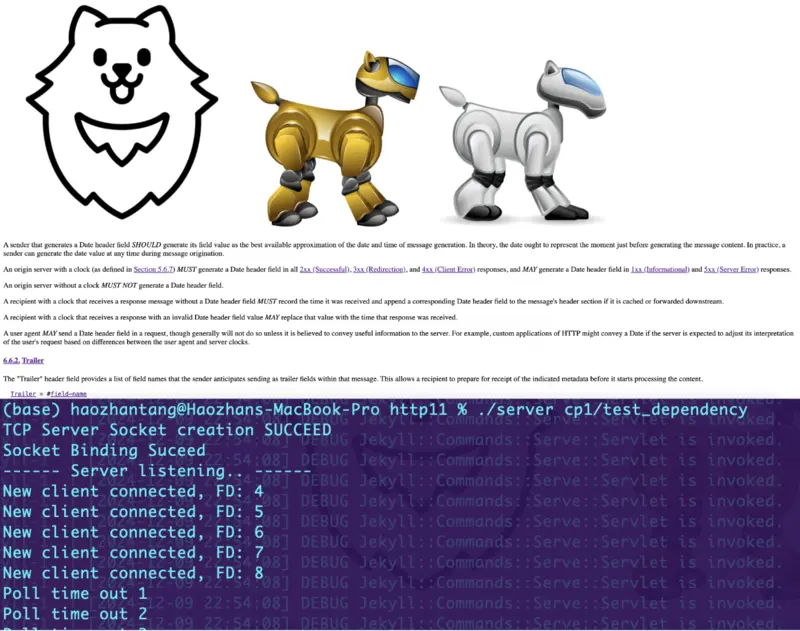 A sender that generates a Date header field SHOULD generate its field value as the best available approximation of the date and time of message generation. In theory, the date ought to represent the moment just before generating the message content. In practice, a
sender can generate the date value at any time during message origination.
An origin server with a clock (as defined in Section 5.6.7) MUST generate a Date header field in all 2xx (Successful), 3xx (Redirection), and 4xx (Client Error) responses, and MAY generate a Date header field in 1xx (Informational) and 5xx (Server Error) responses.
An origin server without a clock MUST NOT generate a Date header field.
A recipient with a clock that receives a response message without a Date header field MUST record the time it was received and append a corresponding Date header field to the message's header section if it is cached or forwarded downstream.
A recipient with a clock that receives a response with an invalid Date header field value MAY replace that value with the time that response was received.
A user agent MAY send a Date header field in a request, though generally will not do so unless it is believed to convey useful information to the server. For example, custom applications of HTTP might convey a Date if the server is expected to adjust its interpretation
of the user's request based on differences between the user agent and server clocks.
6.6.2. Trailer
The "Trailer" header field provides a list of field names that the sender anticipates sending as trailer fields within that message. This allows a recipient to prepare for receipt of the indicated metadata before it starts processing the content.
Trailer = #field-name
(base) haozhantang@Haozhans-MacBook-Pro http11 % ./server cp1/test_dependency
TCP Server Socket creation SUCCEED
Socket Binding Suceed
------ Server listening.. ------
New client connected, FD: 4
New client connected, FD: 5
New client connected, FD: 6
New client connected, FD: 7
New client connected, FD: 8
Poll time out 1
Poll time out 2
DEBUG Jekyll::Commands::Serve::Servlet is invoked.